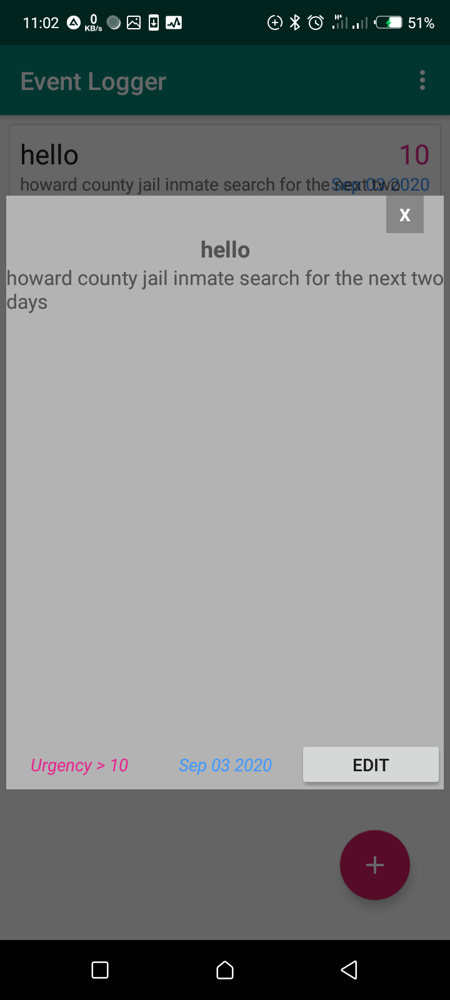 11:02 0 KB/s H+ 51%
Event Logger
hello 10
howard county jail inmate search for the next two Sep 03 2020
X
hello
howard county jail inmate search for the next two
days
Urgency > 10 Sep 03 2020 EDIT
+